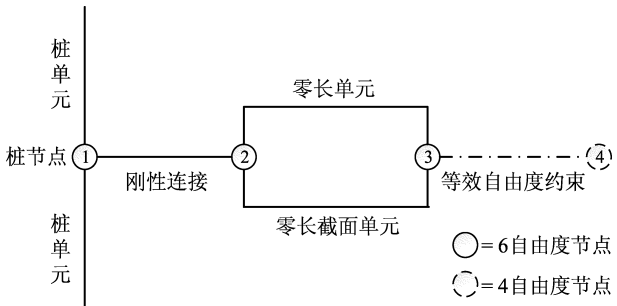 桩单元
零长单元
桩节点
1
2
3
4
刚性连接
等效自由度约束
桩单元
零长截面单元
=6自由度节点
=4自由度节点